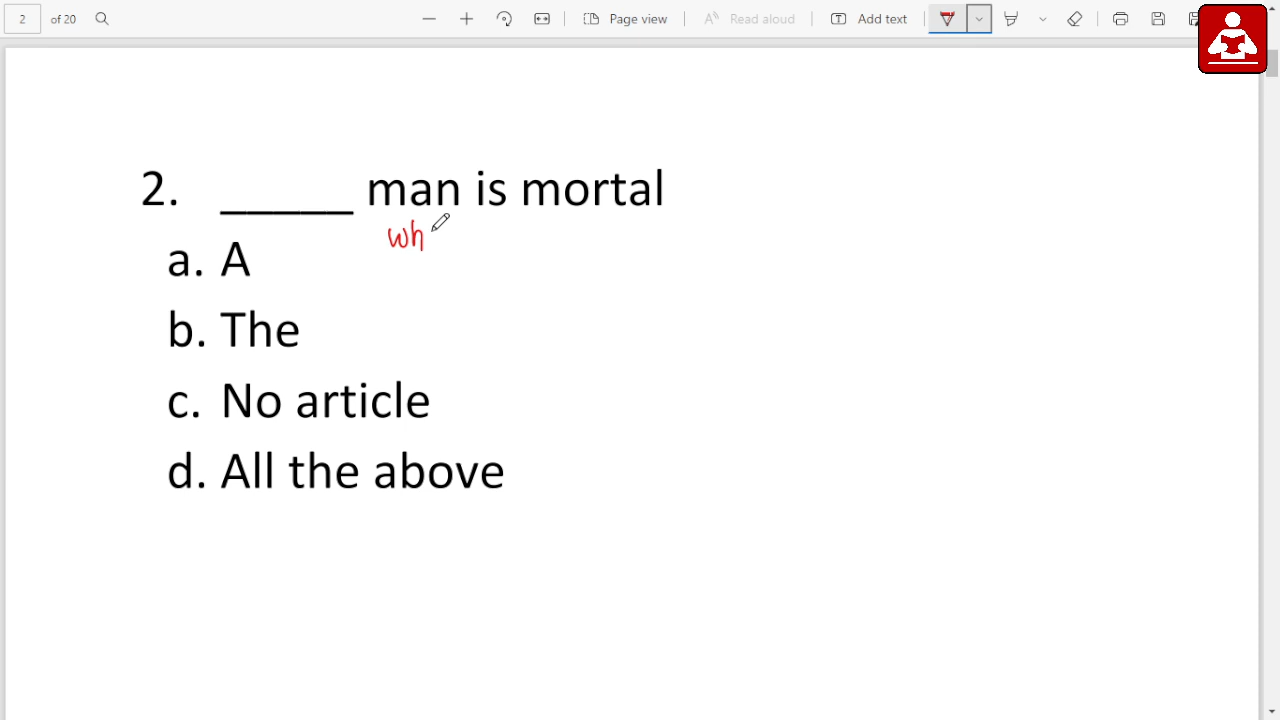 2 of 20 Page view Read aloud Add text
2. _____ man is mortal
wh
a. A
b. The
c. No article
d. All the above